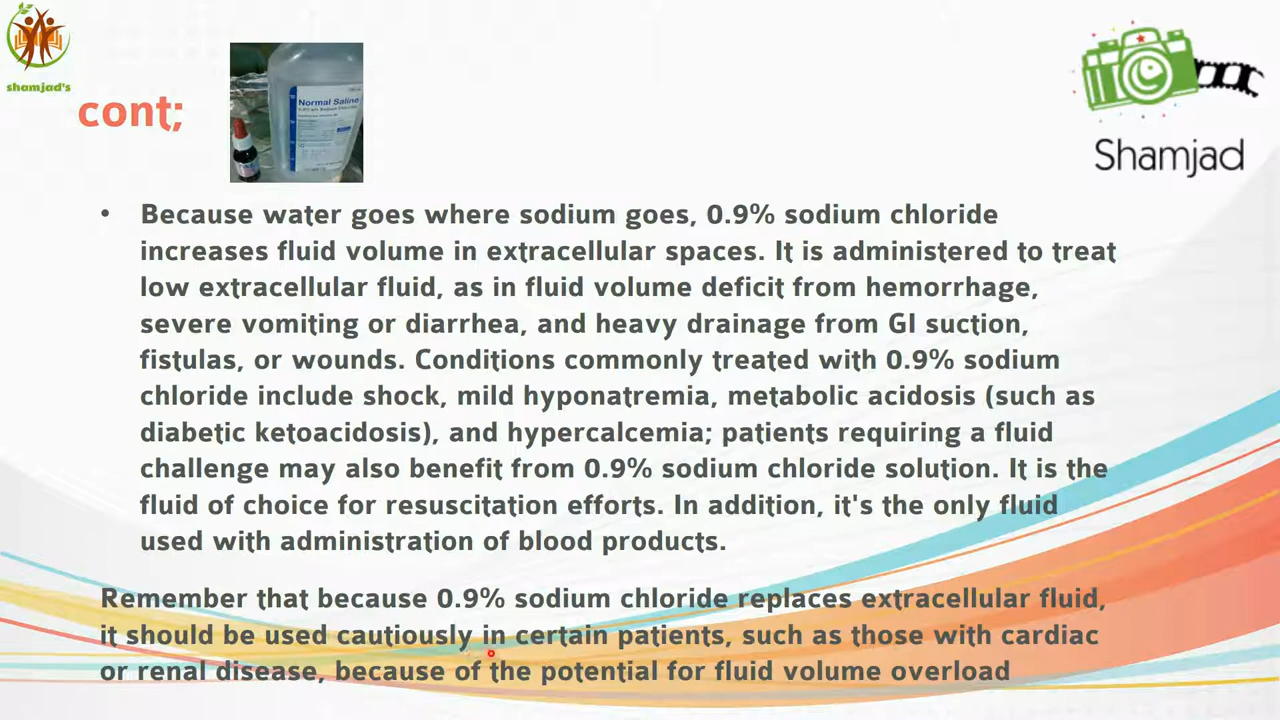 shamjad's
cont;
Normal Saline
Shamjad
• Because water goes where sodium goes, 0.9% sodium chloride
increases fluid volume in extracellular spaces. It is administered to treat
low extracellular fluid, as in fluid volume deficit from hemorrhage,
severe vomiting or diarrhea, and heavy drainage from GI suction,
fistulas, or wounds. Conditions commonly treated with 0.9% sodium
chloride include shock, mild hyponatremia, metabolic acidosis (such as
diabetic ketoacidosis), and hypercalcemia; patients requiring a fluid
challenge may also benefit from 0.9% sodium chloride solution. It is the
fluid of choice for resuscitation efforts. In addition, it's the only fluid
used with administration of blood products.
Remember that because 0.9% sodium chloride replaces extracellular fluid,
it should be used cautiously in certain patients, such as those with cardiac
or renal disease, because of the potential for fluid volume overload